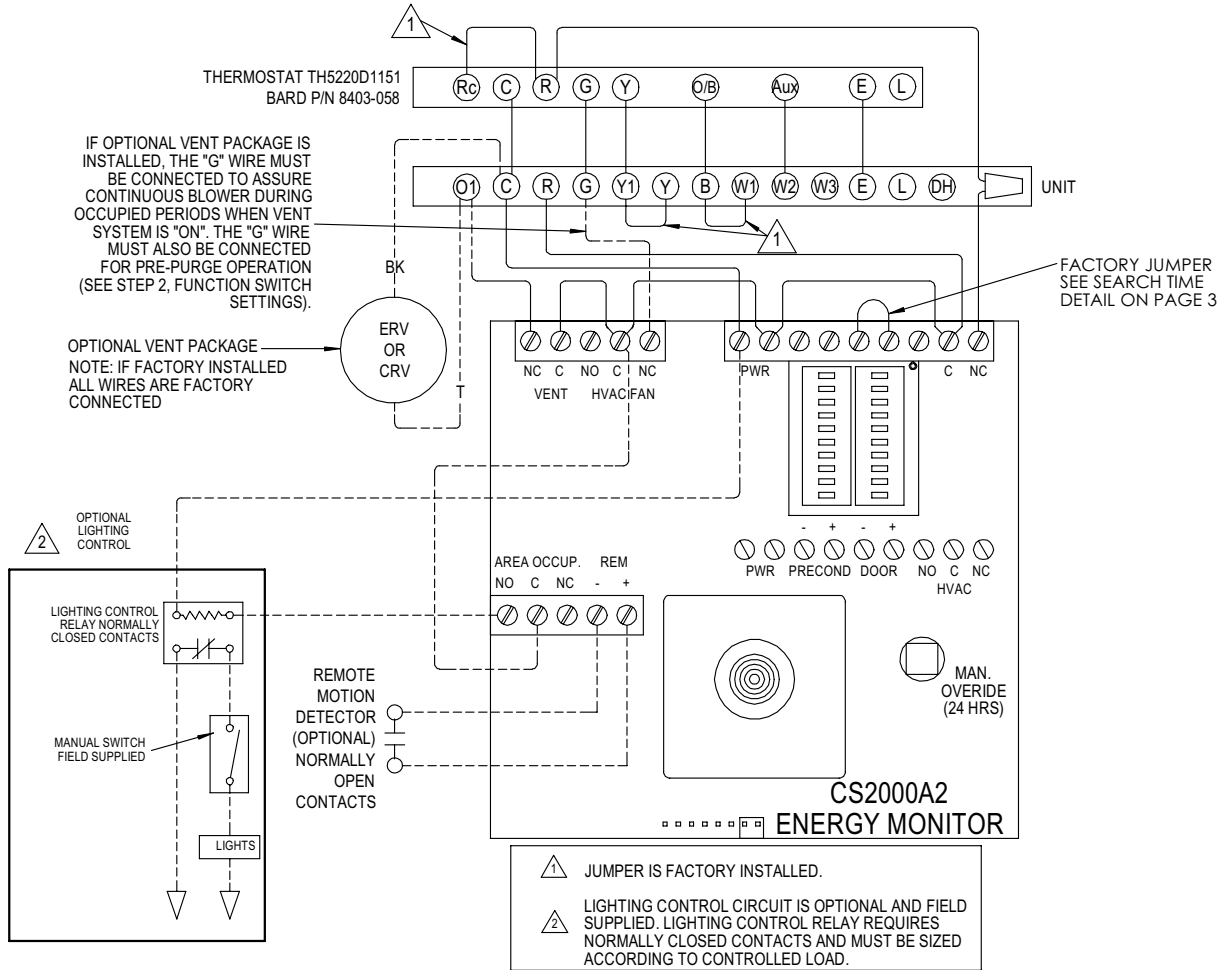 1
THERMOSTAT TH5220D1151
BARD P/N 8403-058
Rc C R G Y O/B Aux E L
IF OPTIONAL VENT PACKAGE IS
INSTALLED, THE "G" WIRE MUST
BE CONNECTED TO ASSURE
CONTINUOUS BLOWER DURING
OCCUPIED PERIODS WHEN VENT
SYSTEM IS "ON". THE "G" WIRE
MUST ALSO BE CONNECTED
FOR PRE-PURGE OPERATION
(SEE STEP 2, FUNCTION SWITCH
SETTINGS).
O1 C R G Y1 Y B W1 W2 W3 E L DH
UNIT
1
BK
FACTORY JUMPER
SEE SEARCH TIME
DETAIL ON PAGE 3
ERV
OR
CRV
T
OPTIONAL VENT PACKAGE
NOTE: IF FACTORY INSTALLED
ALL WIRES ARE FACTORY
CONNECTED
NC C NO C NC
VENT HVAC FAN
PWR C NC
- + - +
PWR PRECOND DOOR NO C NC
HVAC
2
OPTIONAL
LIGHTING
CONTROL
AREA OCCUP. REM
NO C NC - +
LIGHTING CONTROL
RELAY NORMALLY
CLOSED CONTACTS
MANUAL SWITCH
FIELD SUPPLIED
LIGHTS
REMOTE
MOTION
DETECTOR
(OPTIONAL)
NORMALLY
OPEN
CONTACTS
MAN.
OVERIDE
(24 HRS)
CS2000A2
ENERGY MONITOR
1 JUMPER IS FACTORY INSTALLED.
2 LIGHTING CONTROL CIRCUIT IS OPTIONAL AND FIELD
SUPPLIED. LIGHTING CONTROL RELAY REQUIRES
NORMALLY CLOSED CONTACTS AND MUST BE SIZED
ACCORDING TO CONTROLLED LOAD.